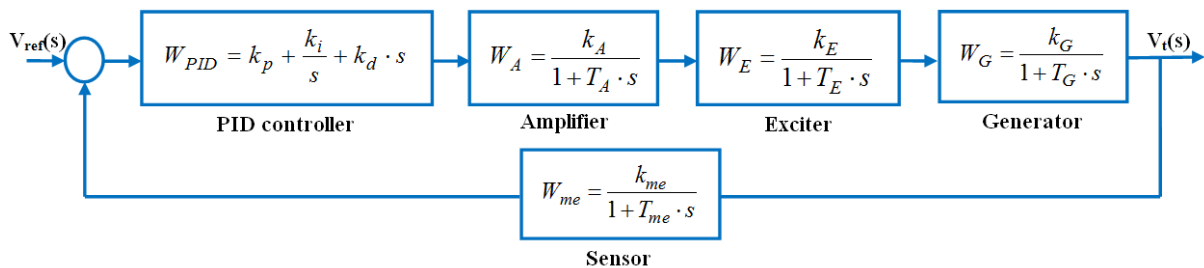 V_ref(s)
W_PID = k_p + k_i/s + k_d · s
PID controller
W_A = k_A/(1 + T_A · s)
Amplifier
W_E = k_E/(1 + T_E · s)
Exciter
W_G = k_G/(1 + T_G · s)
Generator
V_t(s)
W_me = k_me/(1 + T_me · s)
Sensor